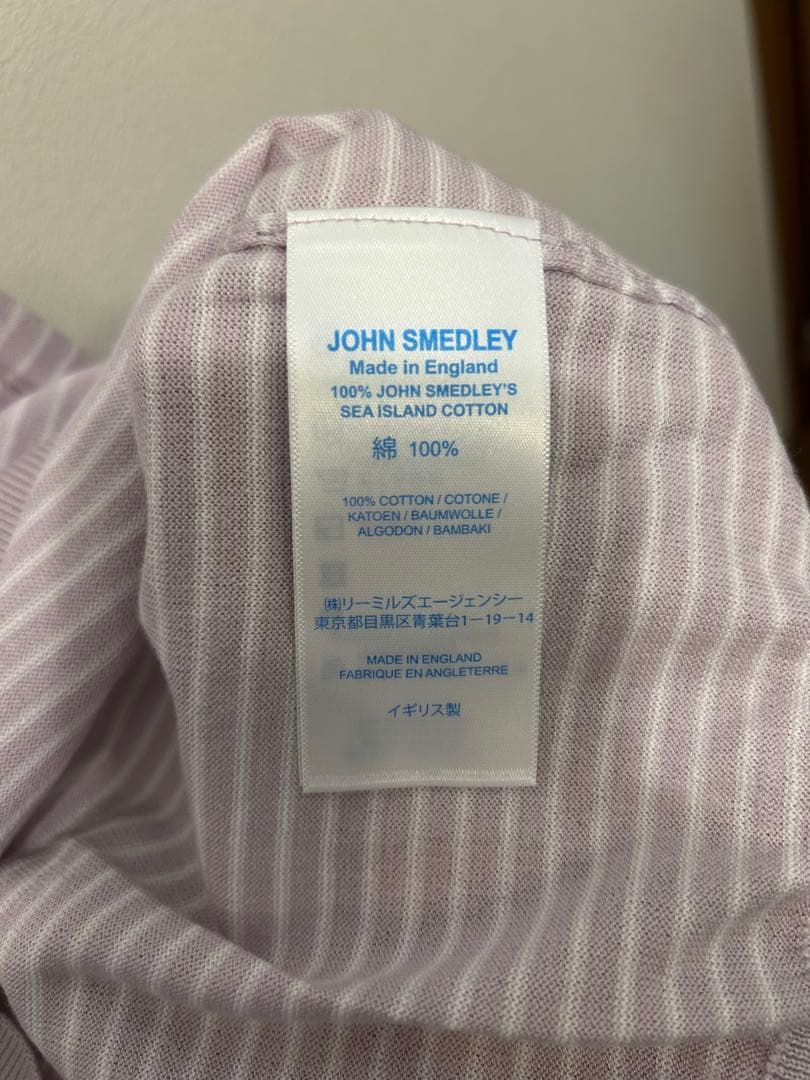 JOHN SMEDLEY
Made in England
100% JOHN SMEDLEY'S
SEA ISLAND COTTON
綿 100%
100% COTTON / COTONE /
KATOEN / BAUMWOLLE /
ALGODON / BAMBAKI
㈱リーミルズエージェンシー
東京都目黒区青葉台1－19－14
MADE IN ENGLAND
FABRIQUE EN ANGLETERRE
イギリス製